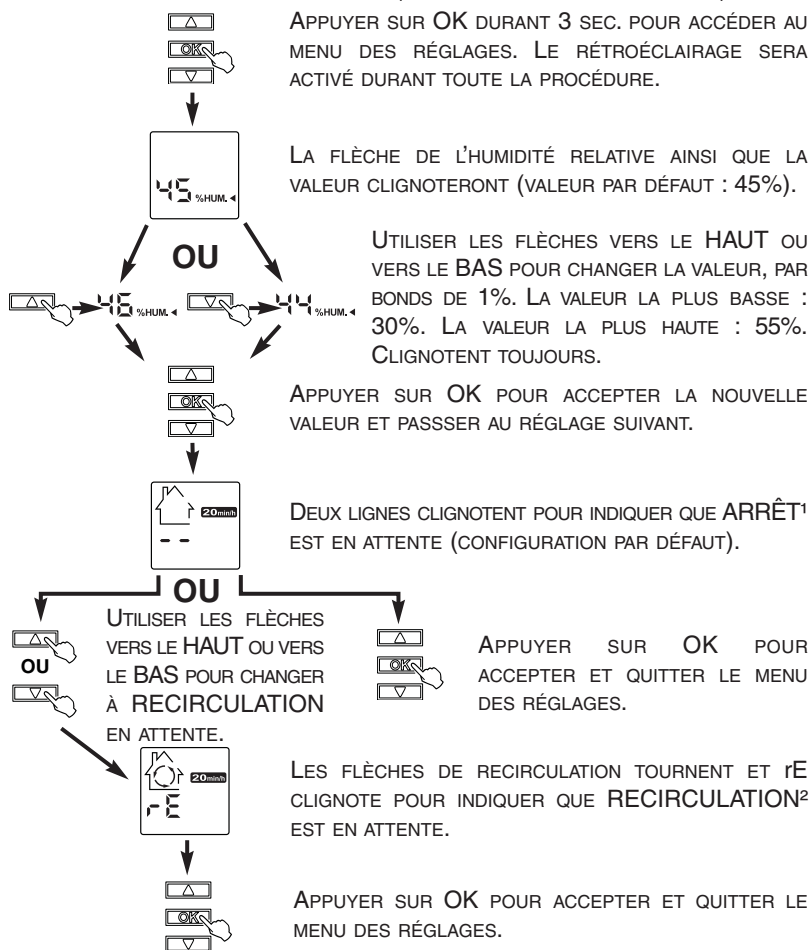 APPUYER SUR OK DURANT 3 SEC. POUR ACCÉDER AU
MENU DES RÉGLAGES. LE RÉTROÉCLAIRAGE SERA
ACTIVÉ DURANT TOUTE LA PROCÉDURE.
OK
LA FLÈCHE DE L'HUMIDITÉ RELATIVE AINSI QUE LA
VALEUR CLIGNOTERONT (VALEUR PAR DÉFAUT : 45%).
45 %HUM.
OU
UTILISER LES FLÈCHES VERS LE HAUT OU
VERS LE BAS POUR CHANGER LA VALEUR, PAR
BONDS DE 1%. LA VALEUR LA PLUS BASSE :
30%. LA VALEUR LA PLUS HAUTE : 55%.
CLIGNOTENT TOUJOURS.
46 %HUM.
44 %HUM.
OK
APPUYER SUR OK POUR ACCEPTER LA NOUVELLE
VALEUR ET PASSSER AU RÉGLAGE SUIVANT.
20min/h
--
DEUX LIGNES CLIGNOTENT POUR INDIQUER QUE ARRÊT¹
EST EN ATTENTE (CONFIGURATION PAR DÉFAUT).
OU
UTILISER LES FLÈCHES
VERS LE HAUT OU VERS
LE BAS POUR CHANGER
À RECIRCULATION
EN ATTENTE.
OU
OK
APPUYER SUR OK POUR
ACCEPTER ET QUITTER LE MENU
DES RÉGLAGES.
20min/h
rE
LES FLÈCHES DE RECIRCULATION TOURNENT ET rE
CLIGNOTE POUR INDIQUER QUE RECIRCULATION²
EST EN ATTENTE.
OK
APPUYER SUR OK POUR ACCEPTER ET QUITTER LE
MENU DES RÉGLAGES.